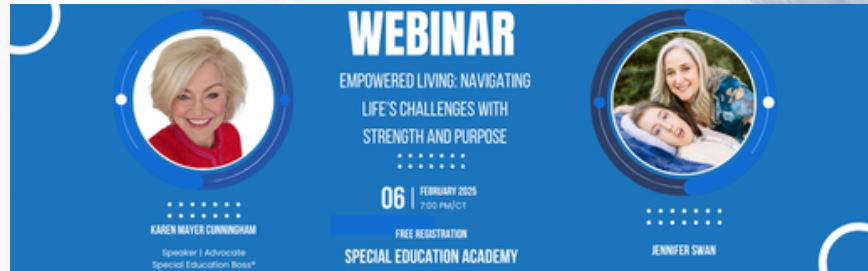 WEBINAR
EMPOWERED LIVING: NAVIGATING
LIFE'S CHALLENGES WITH
STRENGTH AND PURPOSE
06 | FEBRUARY 2025
7:00 PM/CT
FREE REGISTRATION
SPECIAL EDUCATION ACADEMY
KAREN MAYER CUNNINGHAM
Speaker | Advocate
Special Education Boss®
JENNIFER SWAN